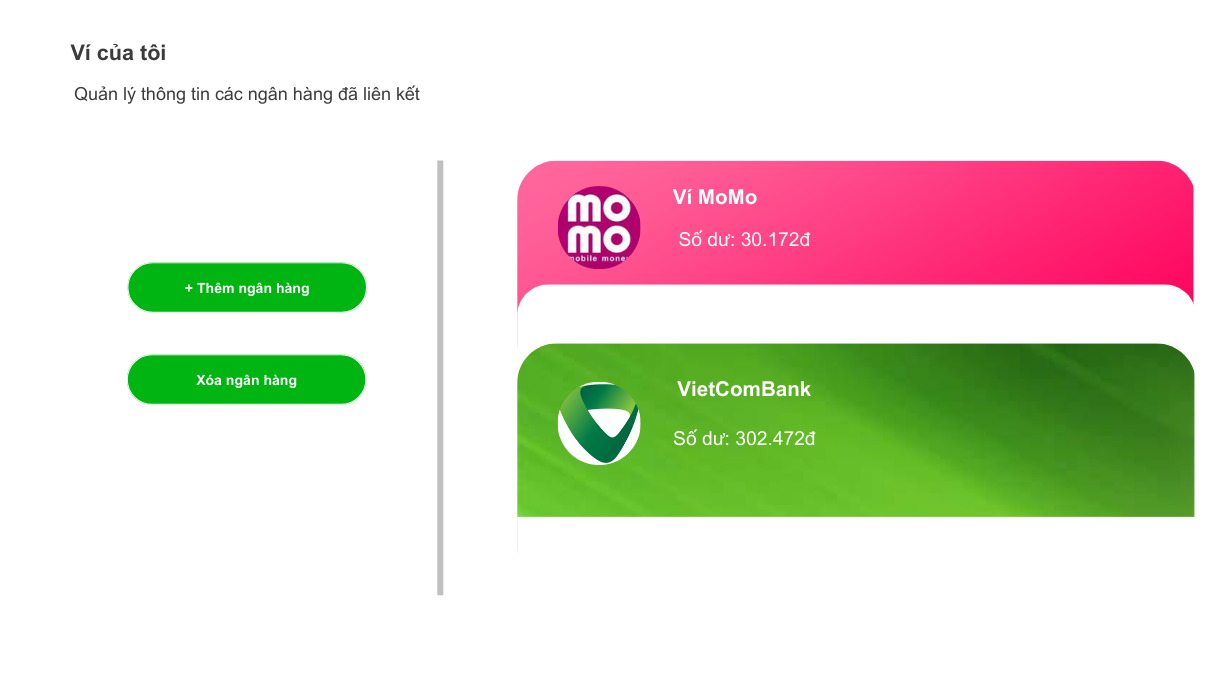 Ví của tôi
Quản lý thông tin các ngân hàng đã liên kết
+ Thêm ngân hàng
Xóa ngân hàng
mo
mo
mobile money
Ví MoMo
Số dư: 30.172đ
VietComBank
Số dư: 302.472đ